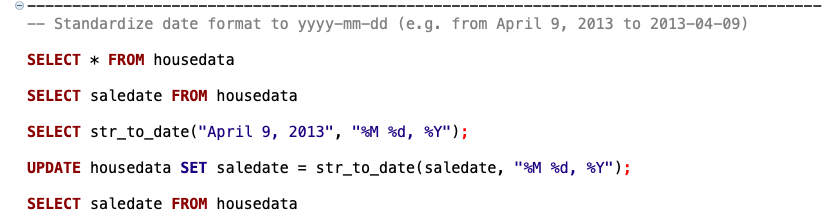 --------------------------------------------------------------------------------------------------
-- Standardize date format to yyyy-mm-dd (e.g. from April 9, 2013 to 2013-04-09)
SELECT * FROM housedata
SELECT saledate FROM housedata
SELECT str_to_date("April 9, 2013", "%M %d, %Y");
UPDATE housedata SET saledate = str_to_date(saledate, "%M %d, %Y");
SELECT saledate FROM housedata